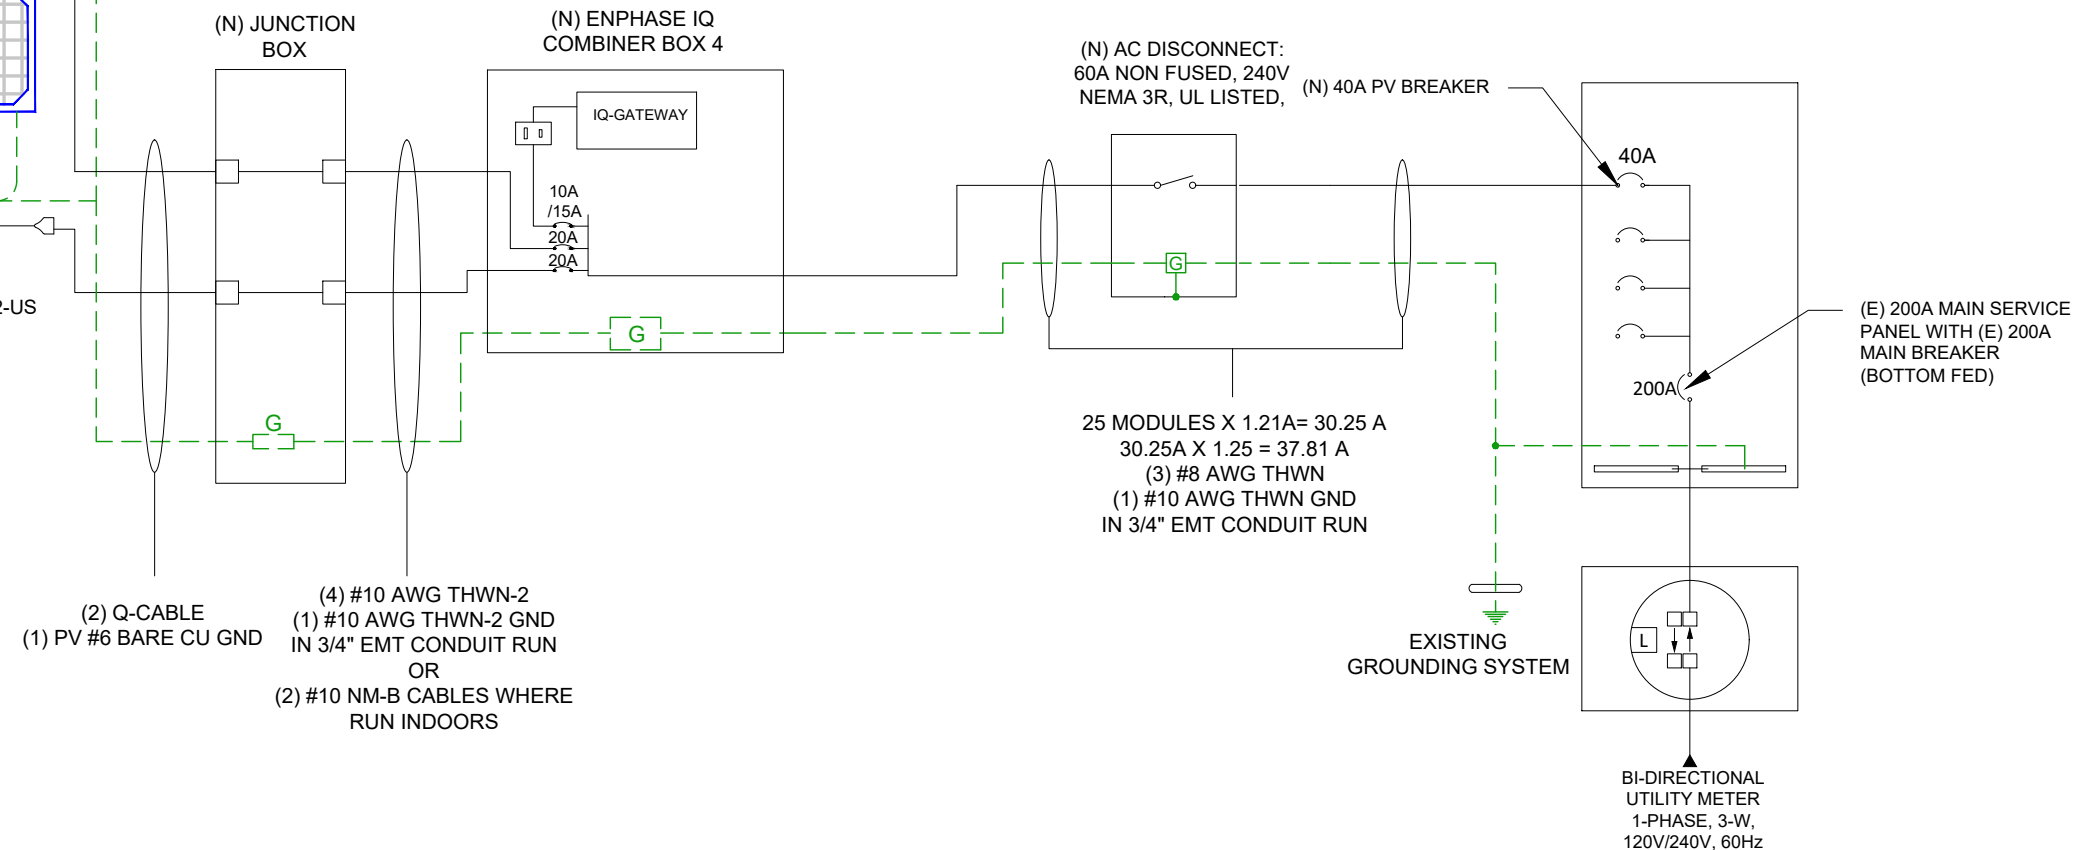 (N) JUNCTION
BOX
(N) ENPHASE IQ
COMBINER BOX 4
IQ-GATEWAY
10A
/15A
20A
20A
G
G
2-US
(2) Q-CABLE
(1) PV #6 BARE CU GND
(4) #10 AWG THWN-2
(1) #10 AWG THWN-2 GND
IN 3/4" EMT CONDUIT RUN
OR
(2) #10 NM-B CABLES WHERE
RUN INDOORS
(N) AC DISCONNECT:
60A NON FUSED, 240V
NEMA 3R, UL LISTED,
G
25 MODULES X 1.21A= 30.25 A
30.25A X 1.25 = 37.81 A
(3) #8 AWG THWN
(1) #10 AWG THWN GND
IN 3/4" EMT CONDUIT RUN
(N) 40A PV BREAKER
40A
200A
(E) 200A MAIN SERVICE
PANEL WITH (E) 200A
MAIN BREAKER
(BOTTOM FED)
EXISTING
GROUNDING SYSTEM
L
BI-DIRECTIONAL
UTILITY METER
1-PHASE, 3-W,
120V/240V, 60Hz